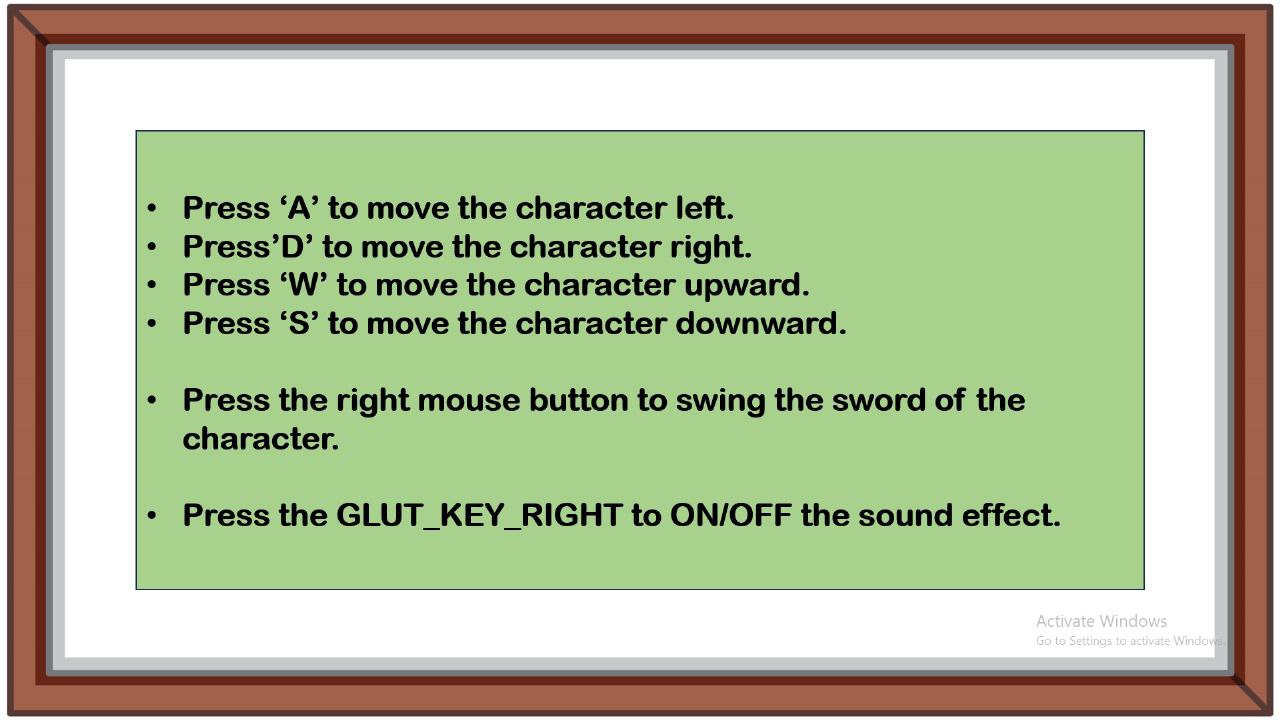 • Press ‘A’ to move the character left.
• Press’D’ to move the character right.
• Press ‘W’ to move the character upward.
• Press ‘S’ to move the character downward.
• Press the right mouse button to swing the sword of the
character.
• Press the GLUT_KEY_RIGHT to ON/OFF the sound effect.
Activate Windows
Go to Settings to activate Windows.